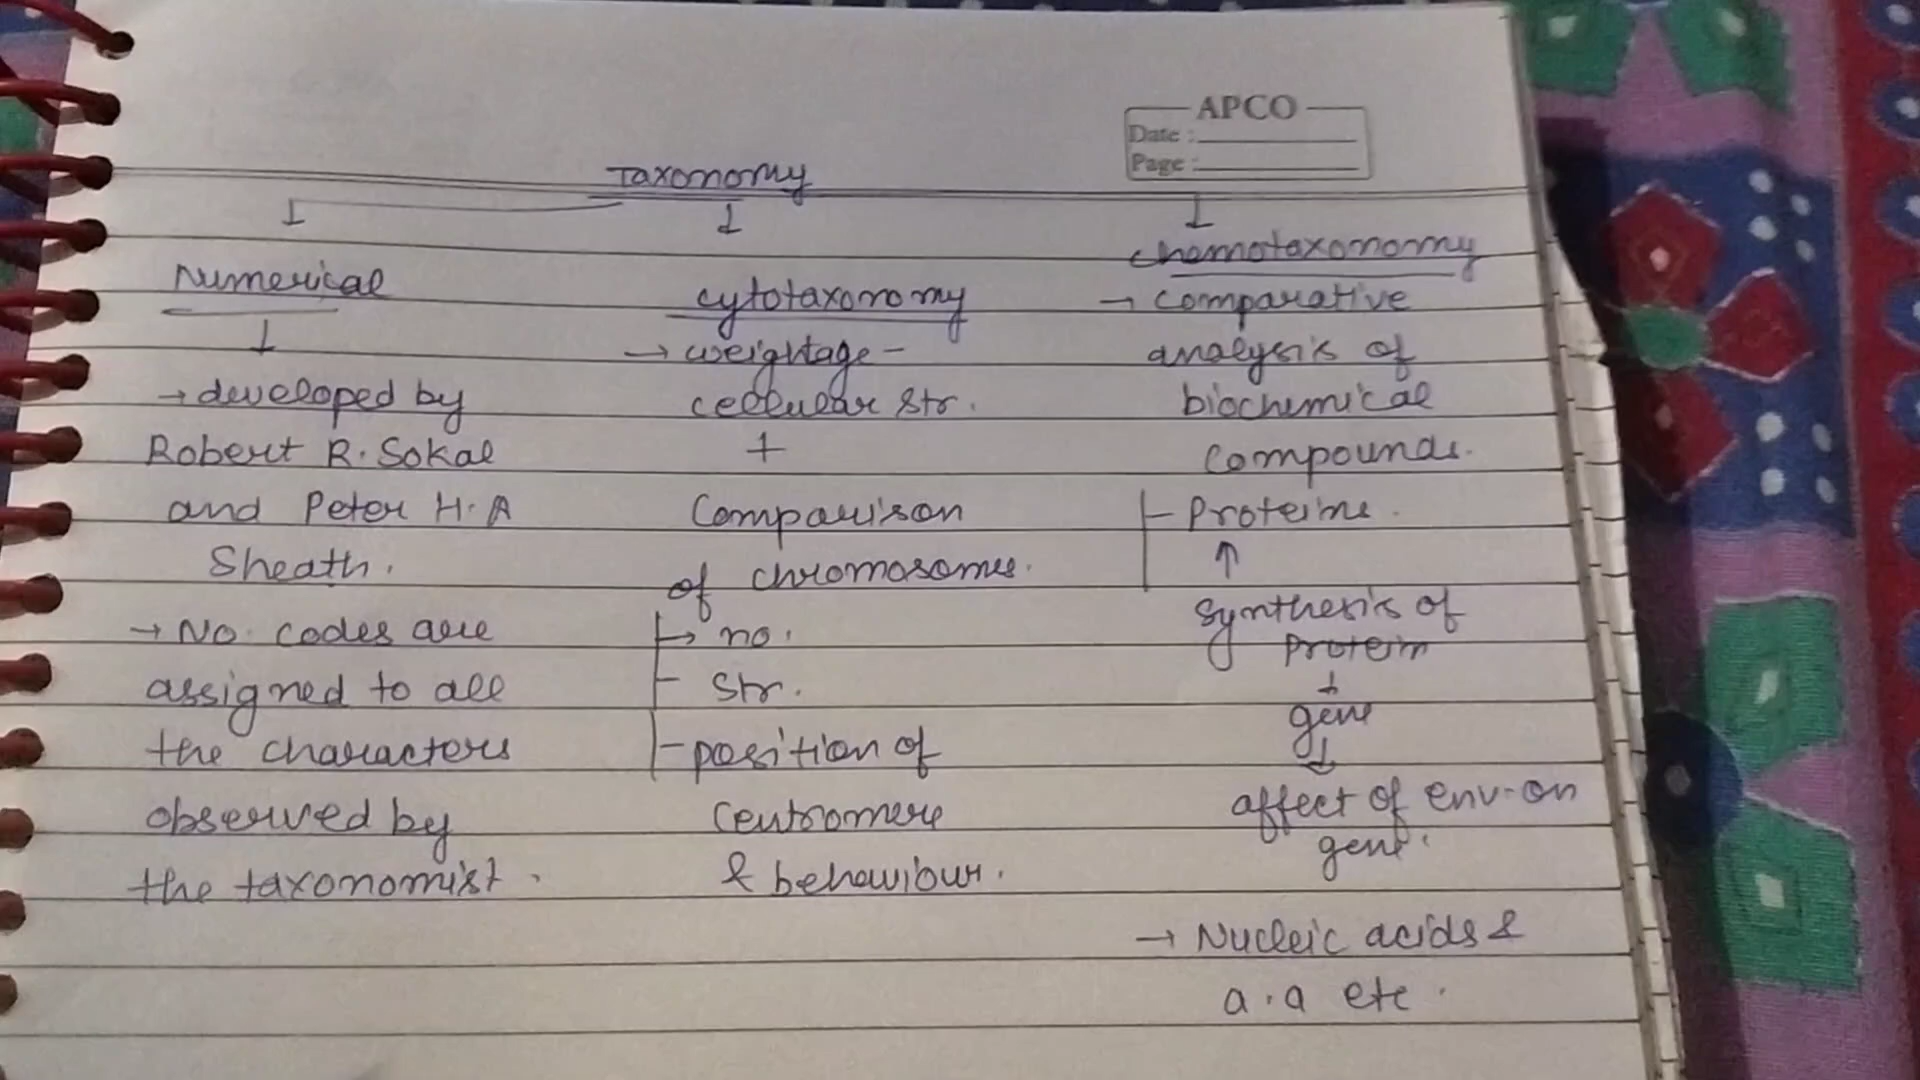 APCO
Date :
Page :
Taxonomy
Numerical
→ developed by
Robert R. Sokal
and Peter H.A
Sheath.
→ No. codes are
assigned to all
the characters
observed by
the taxonomist.
cytotaxonomy
→ weightage -
cellular str.
+
Comparison
of chromosomes.
→ no.
- Str.
- position of
centromere
& behaviour.
chemotaxonomy
→ comparative
analysis of
biochemical
compounds.
- Proteins.
↑
Synthesis of
Protein
↓
gene
↓
affect of env. on
gene.
→ Nucleic acids &
a.a etc.